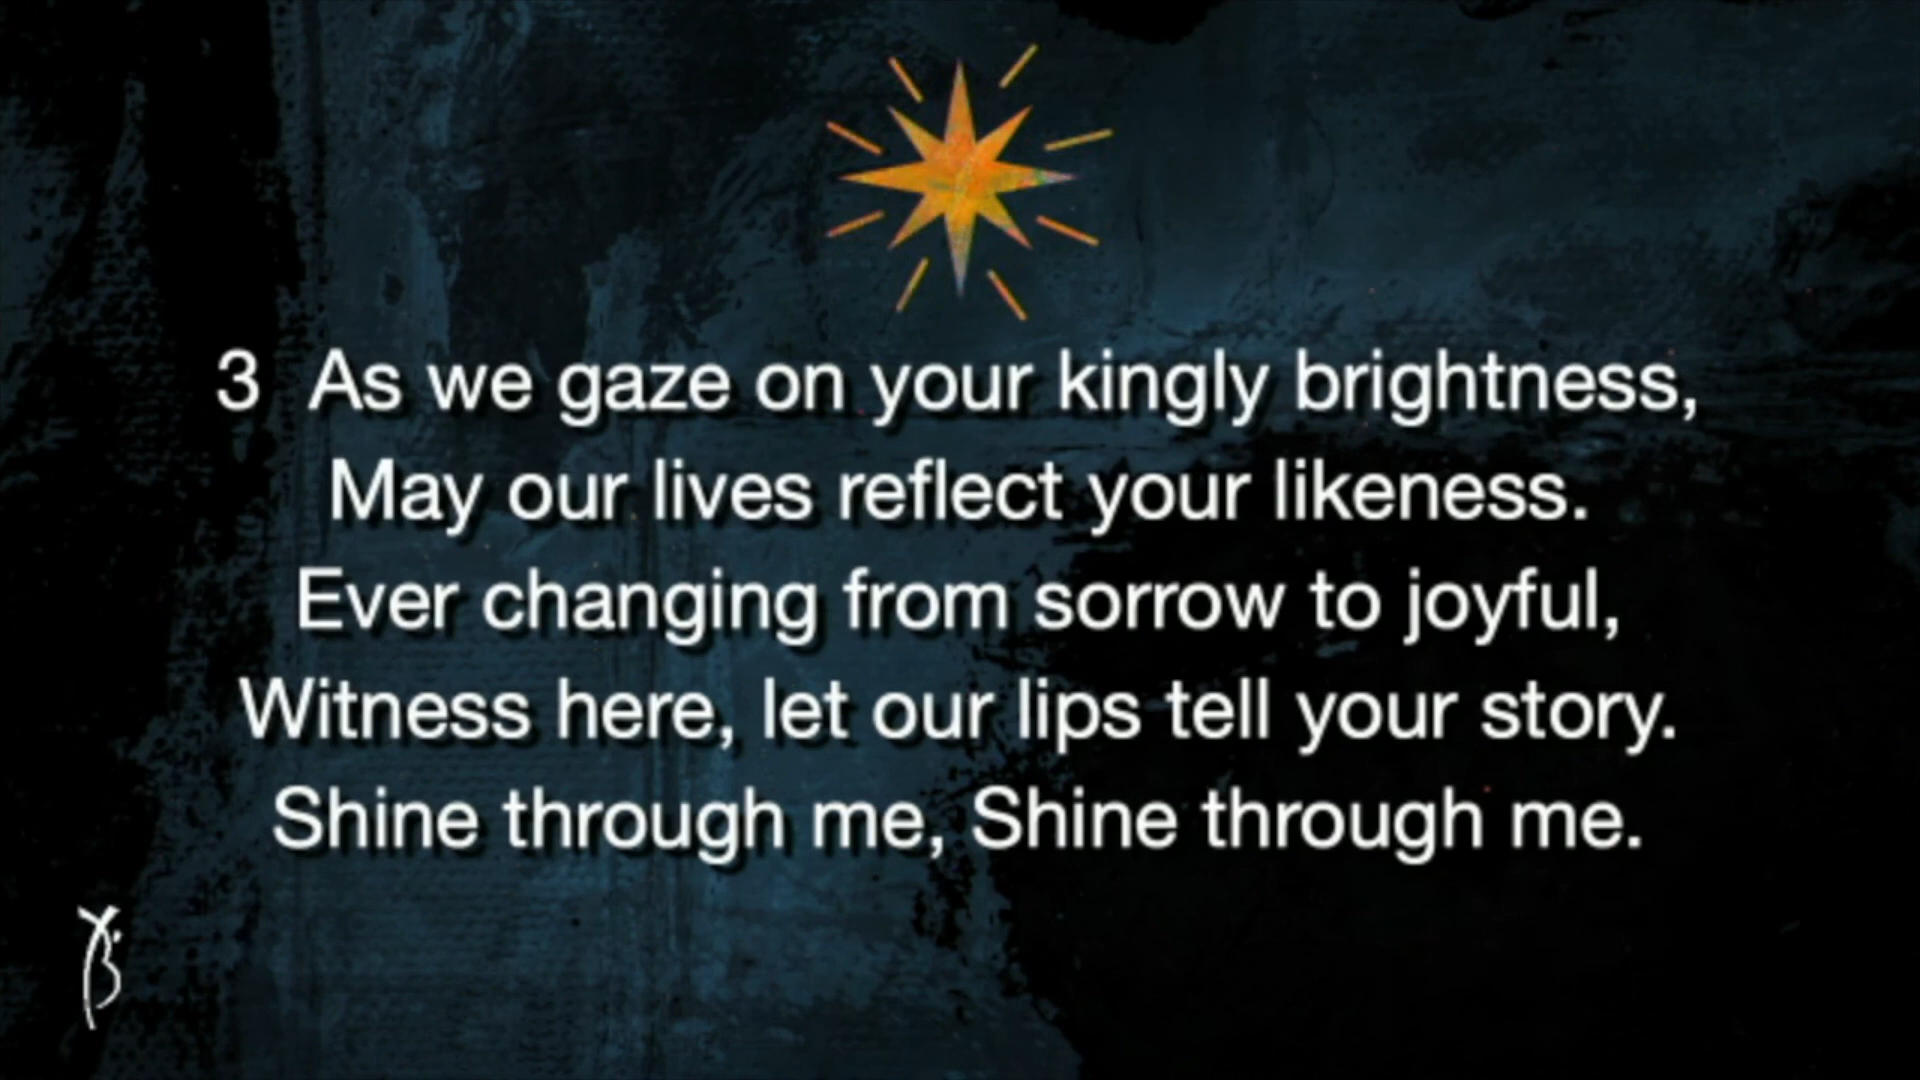 3 As we gaze on your kingly brightness,
May our lives reflect your likeness.
Ever changing from sorrow to joyful,
Witness here, let our lips tell your story.
Shine through me, Shine through me.